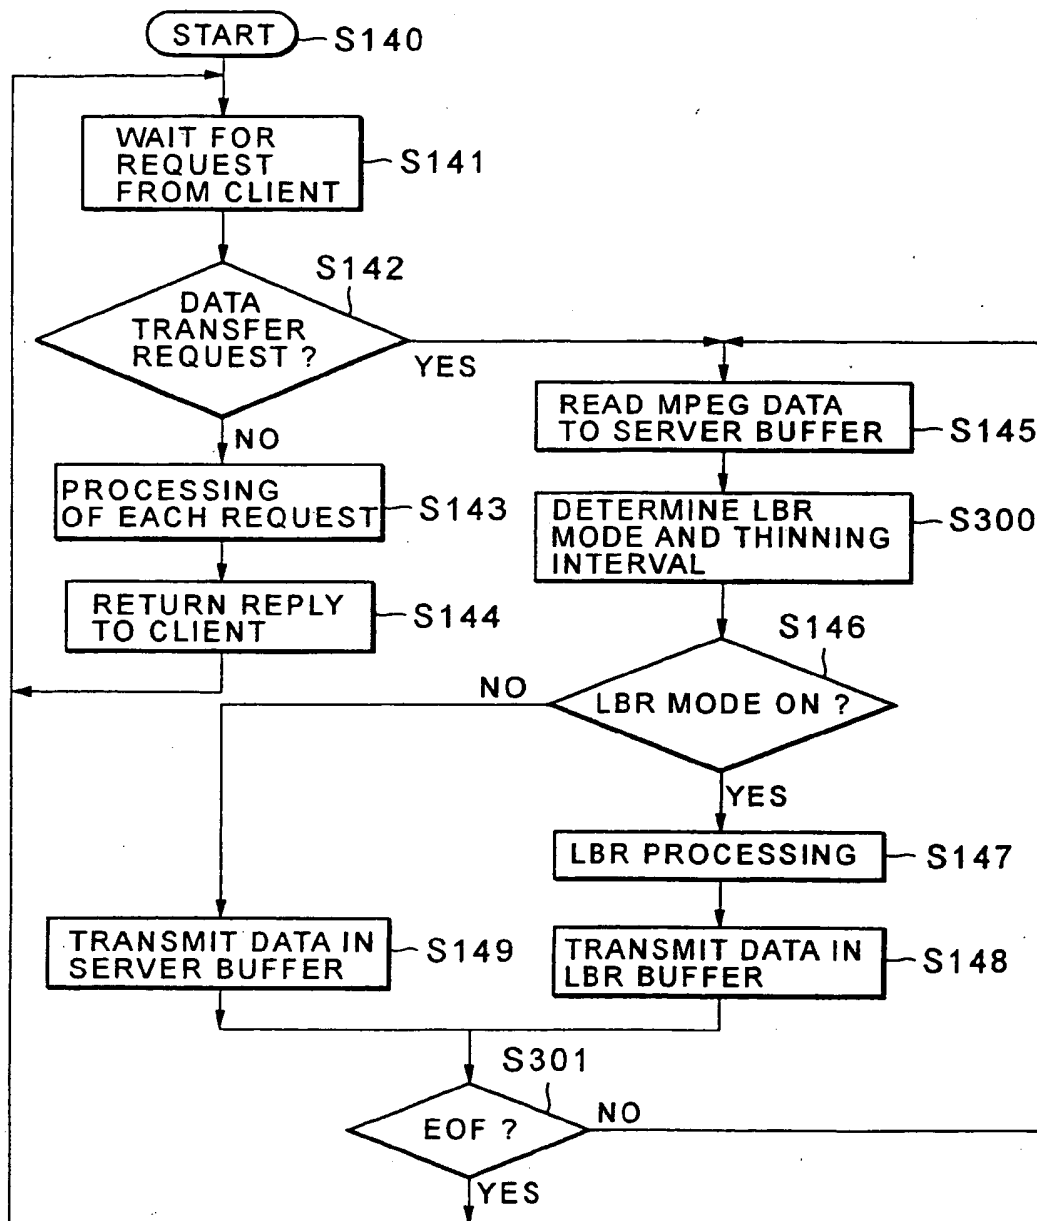 START
S140
WAIT FOR
REQUEST
FROM CLIENT
S141
S142
DATA
TRANSFER
REQUEST ?
YES
NO
READ MPEG DATA
TO SERVER BUFFER
S145
PROCESSING
OF EACH REQUEST
S143
DETERMINE LBR
MODE AND THINNING
INTERVAL
S300
RETURN REPLY
TO CLIENT
S144
S146
NO
LBR MODE ON ?
YES
LBR PROCESSING
S147
TRANSMIT DATA IN
SERVER BUFFER
S149
TRANSMIT DATA IN
LBR BUFFER
S148
S301
EOF ?
NO
YES